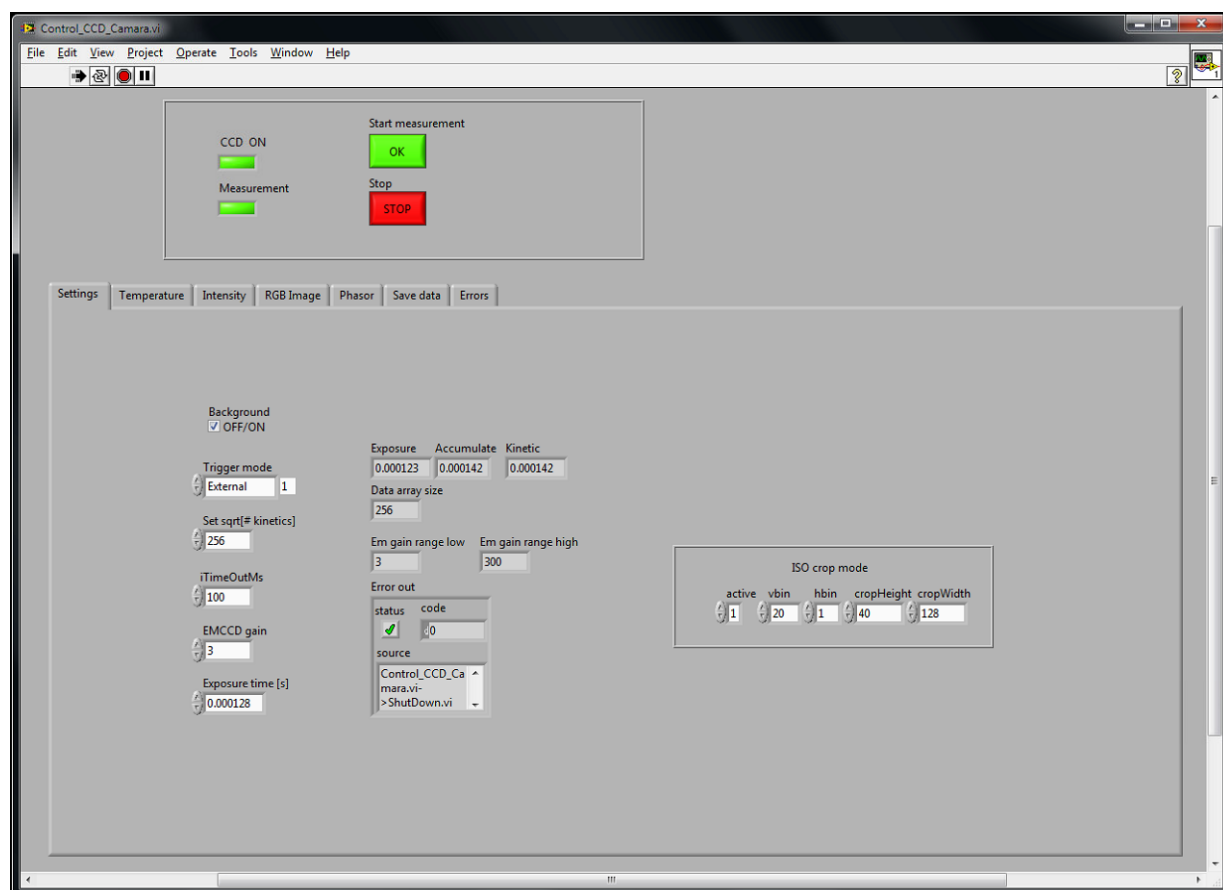 Control_CCD_Camara.vi
File Edit View Project Operate Tools Window Help
?
1
Start measurement
CCD ON
OK
Measurement
Stop
STOP
Settings Temperature Intensity RGB Image Phasor Save data Errors
Background
OFF/ON
Trigger mode
External 1
Set sqrt[# kinetics]
256
iTimeOutMs
100
EMCCD gain
3
Exposure time [s]
0.000128
Exposure Accumulate Kinetic
0.000123 0.000142 0.000142
Data array size
256
Em gain range low Em gain range high
3 300
Error out
status code
0
source
Control_CCD_Ca
mara.vi-
>ShutDown.vi
ISO crop mode
active vbin hbin cropHeight cropWidth
1 20 1 40 128